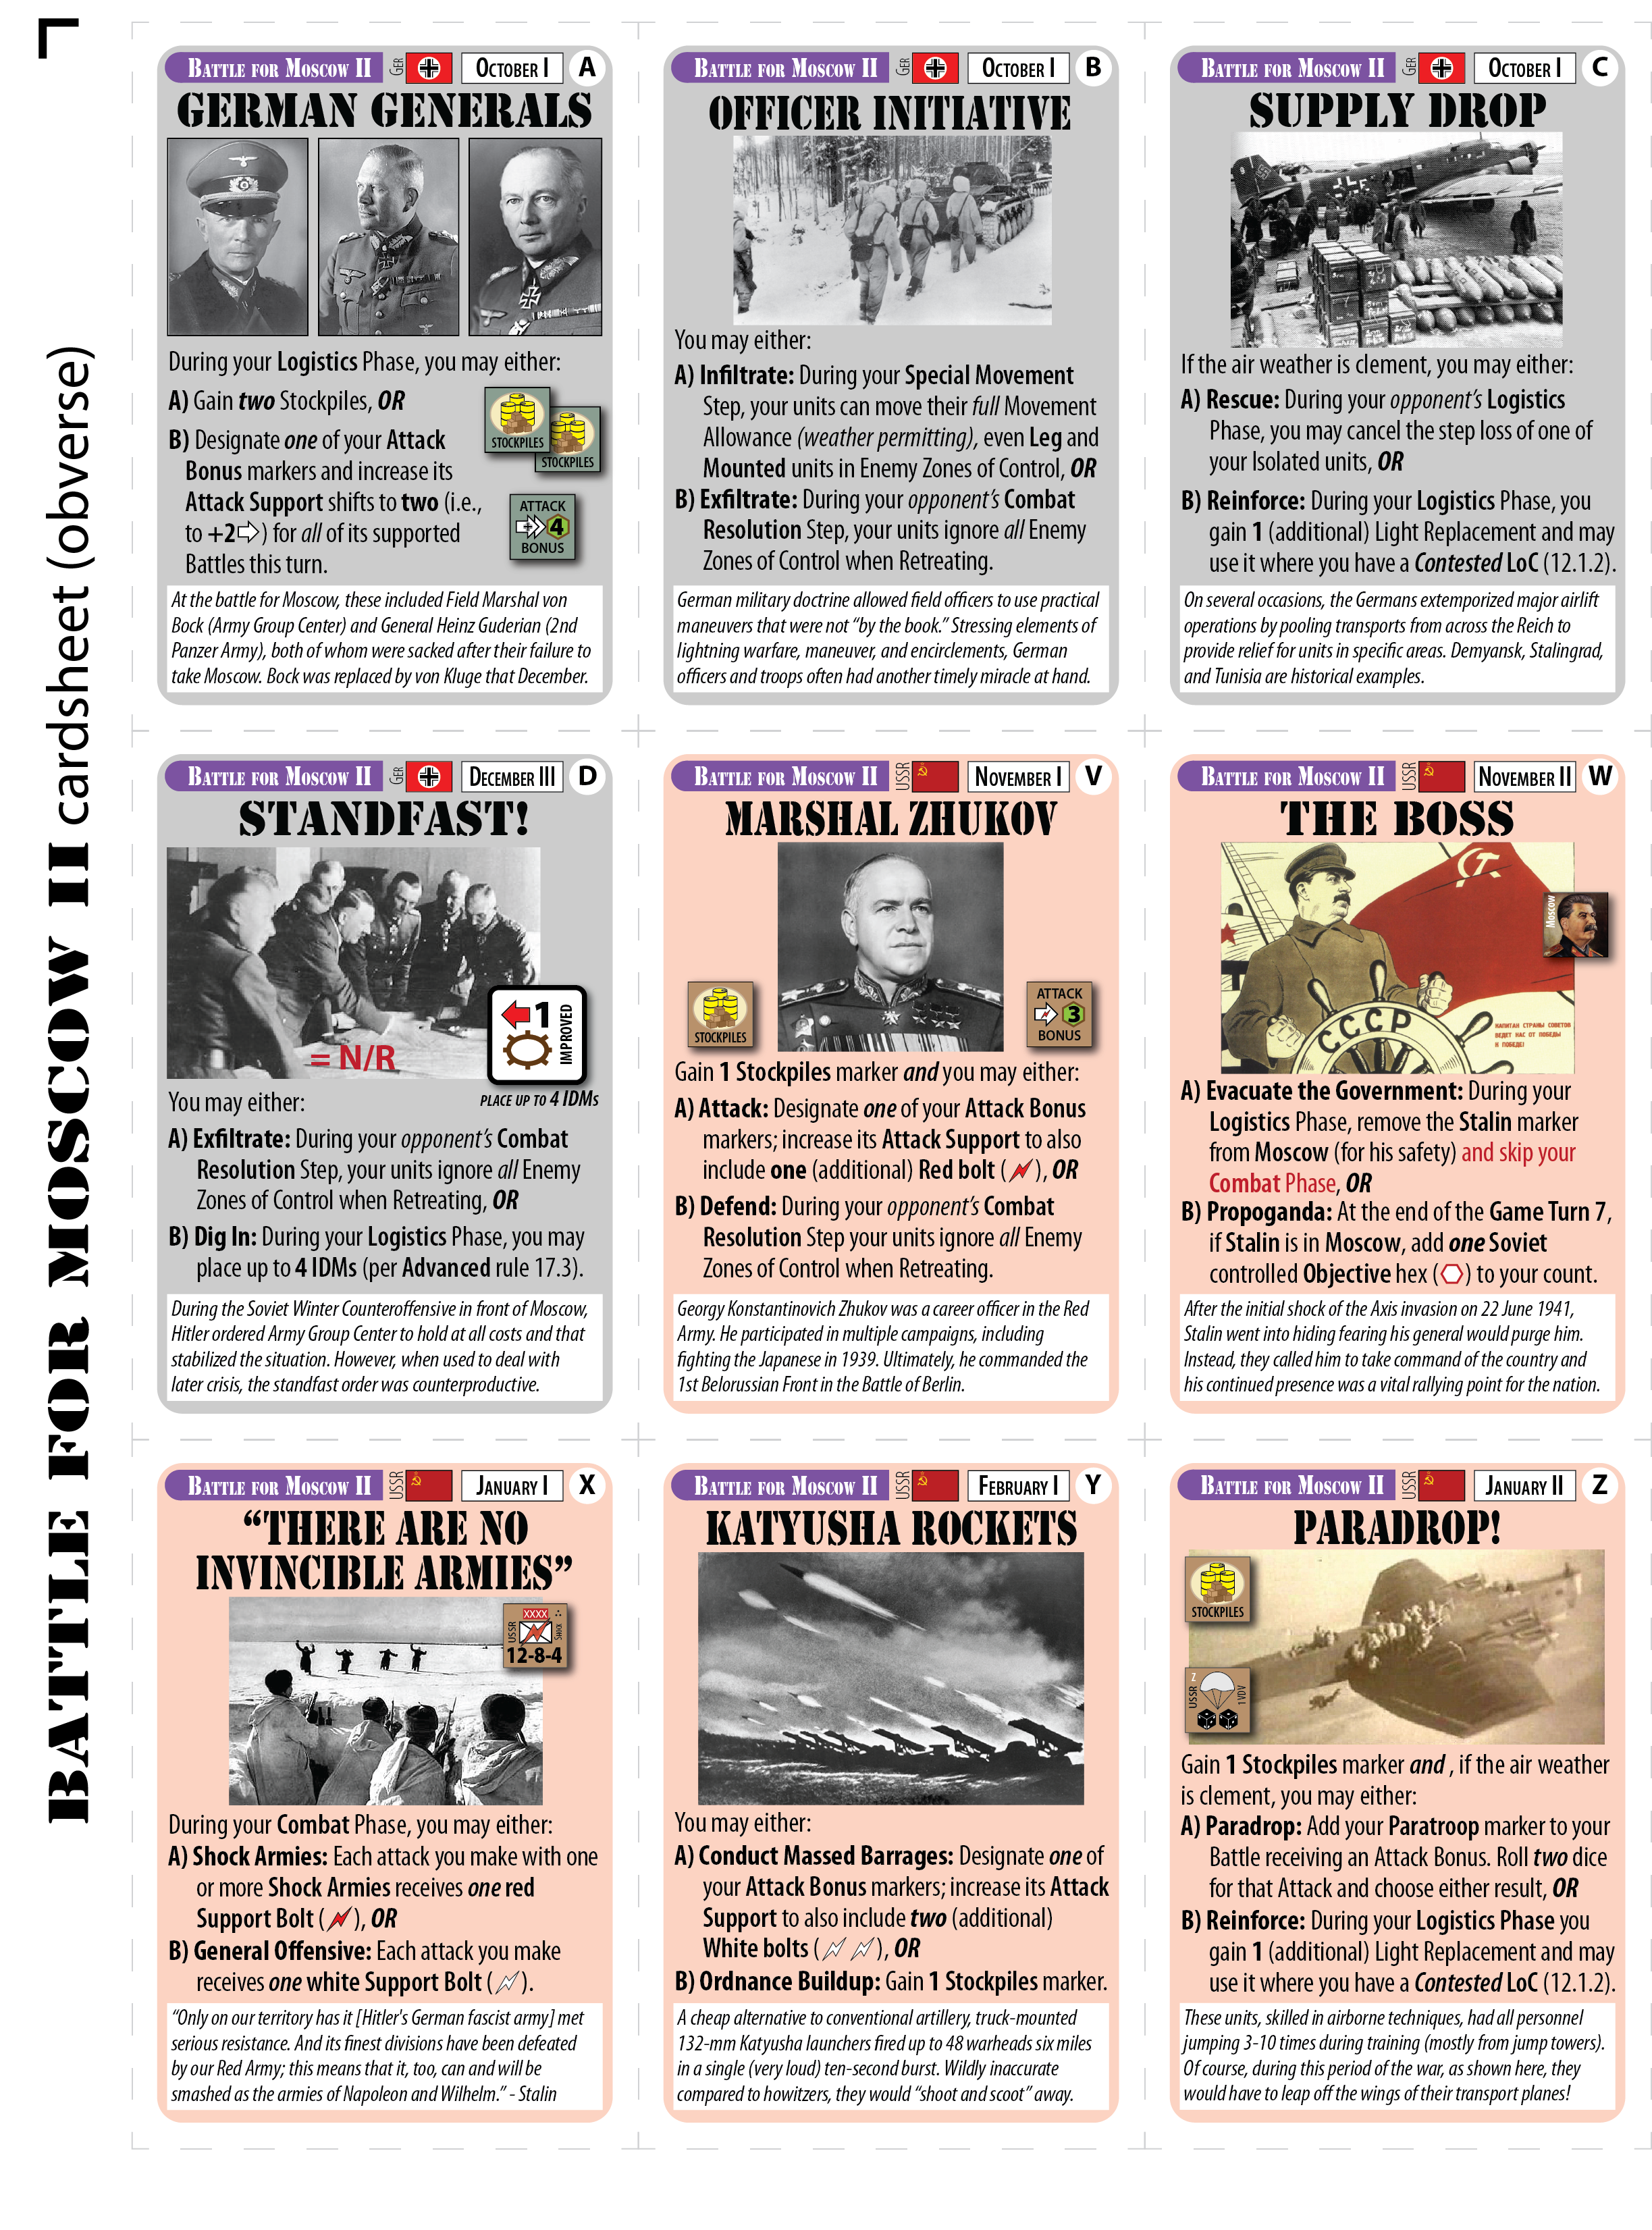 BATTLE FOR MOSCOW II cardsheet (obverse)
BATTLE FOR MOSCOW II GER OCTOBER I A
GERMAN GENERALS
During your Logistics Phase, you may either:
A) Gain two Stockpiles, OR
STOCKPILES
STOCKPILES
B) Designate one of your Attack
Bonus markers and increase its
Attack Support shifts to two (i.e.,
to +2 ) for all of its supported
Battles this turn.
ATTACK
4
BONUS
At the battle for Moscow, these included Field Marshal von
Bock (Army Group Center) and General Heinz Guderian (2nd
Panzer Army), both of whom were sacked after their failure to
take Moscow. Bock was replaced by von Kluge that December.
BATTLE FOR MOSCOW II GER OCTOBER I B
OFFICER INITIATIVE
You may either:
A) Infiltrate: During your Special Movement
Step, your units can move their full Movement
Allowance (weather permitting), even Leg and
Mounted units in Enemy Zones of Control, OR
B) Exfiltrate: During your opponent's Combat
Resolution Step, your units ignore all Enemy
Zones of Control when Retreating.
German military doctrine allowed field officers to use practical
maneuvers that were not “by the book.” Stressing elements of
lightning warfare, maneuver, and encirclements, German
officers and troops often had another timely miracle at hand.
BATTLE FOR MOSCOW II GER OCTOBER I C
SUPPLY DROP
If the air weather is clement, you may either:
A) Rescue: During your opponent's Logistics
Phase, you may cancel the step loss of one of
your Isolated units, OR
B) Reinforce: During your Logistics Phase, you
gain 1 (additional) Light Replacement and may
use it where you have a Contested LoC (12.1.2).
On several occasions, the Germans extemporized major airlift
operations by pooling transports from across the Reich to
provide relief for units in specific areas. Demyansk, Stalingrad,
and Tunisia are historical examples.
BATTLE FOR MOSCOW II GER DECEMBER III D
STANDFAST!
= N/R
1
IMPROVED
PLACE UP TO 4 IDMs
You may either:
A) Exfiltrate: During your opponent's Combat
Resolution Step, your units ignore all Enemy
Zones of Control when Retreating, OR
B) Dig In: During your Logistics Phase, you may
place up to 4 IDMs (per Advanced rule 17.3).
During the Soviet Winter Counteroffensive in front of Moscow,
Hitler ordered Army Group Center to hold at all costs and that
stabilized the situation. However, when used to deal with
later crisis, the standfast order was counterproductive.
BATTLE FOR MOSCOW II USSR NOVEMBER I V
MARSHAL ZHUKOV
STOCKPILES
ATTACK
3
BONUS
Gain 1 Stockpiles marker and you may either:
A) Attack: Designate one of your Attack Bonus
markers; increase its Attack Support to also
include one (additional) Red bolt ( ), OR
B) Defend: During your opponent's Combat
Resolution Step your units ignore all Enemy
Zones of Control when Retreating.
Georgy Konstantinovich Zhukov was a career officer in the Red
Army. He participated in multiple campaigns, including
fighting the Japanese in 1939. Ultimately, he commanded the
1st Belorussian Front in the Battle of Berlin.
BATTLE FOR MOSCOW II USSR NOVEMBER II W
THE BOSS
Moscow
СССР
КАПИТАН СТРАНЫ СОВЕТОВ
ВЕДЕТ НАС ОТ ПОБЕДЫ
К ПОБЕДЕ!
A) Evacuate the Government: During your
Logistics Phase, remove the Stalin marker
from Moscow (for his safety) and skip your
Combat Phase, OR
B) Propoganda: At the end of the Game Turn 7,
if Stalin is in Moscow, add one Soviet
controlled Objective hex ( ) to your count.
After the initial shock of the Axis invasion on 22 June 1941,
Stalin went into hiding fearing his general would purge him.
Instead, they called him to take command of the country and
his continued presence was a vital rallying point for the nation.
BATTLE FOR MOSCOW II USSR JANUARY I X
“THERE ARE NO
INVINCIBLE ARMIES”
XXXX
USSR
Shock
12-8-4
During your Combat Phase, you may either:
A) Shock Armies: Each attack you make with one
or more Shock Armies receives one red
Support Bolt ( ), OR
B) General Offensive: Each attack you make
receives one white Support Bolt ( ).
“Only on our territory has it [Hitler's German fascist army] met
serious resistance. And its finest divisions have been defeated
by our Red Army; this means that it, too, can and will be
smashed as the armies of Napoleon and Wilhelm.” - Stalin
BATTLE FOR MOSCOW II USSR FEBRUARY I Y
KATYUSHA ROCKETS
You may either:
A) Conduct Massed Barrages: Designate one of
your Attack Bonus markers; increase its Attack
Support to also include two (additional)
White bolts ( ), OR
B) Ordnance Buildup: Gain 1 Stockpiles marker.
A cheap alternative to conventional artillery, truck-mounted
132-mm Katyusha launchers fired up to 48 warheads six miles
in a single (very loud) ten-second burst. Wildly inaccurate
compared to howitzers, they would “shoot and scoot” away.
BATTLE FOR MOSCOW II USSR JANUARY II Z
PARADROP!
STOCKPILES
Z
USSR
1VDV
Gain 1 Stockpiles marker and , if the air weather
is clement, you may either:
A) Paradrop: Add your Paratroop marker to your
Battle receiving an Attack Bonus. Roll two dice
for that Attack and choose either result, OR
B) Reinforce: During your Logistics Phase you
gain 1 (additional) Light Replacement and may
use it where you have a Contested LoC (12.1.2).
These units, skilled in airborne techniques, had all personnel
jumping 3-10 times during training (mostly from jump towers).
Of course, during this period of the war, as shown here, they
would have to leap off the wings of their transport planes!